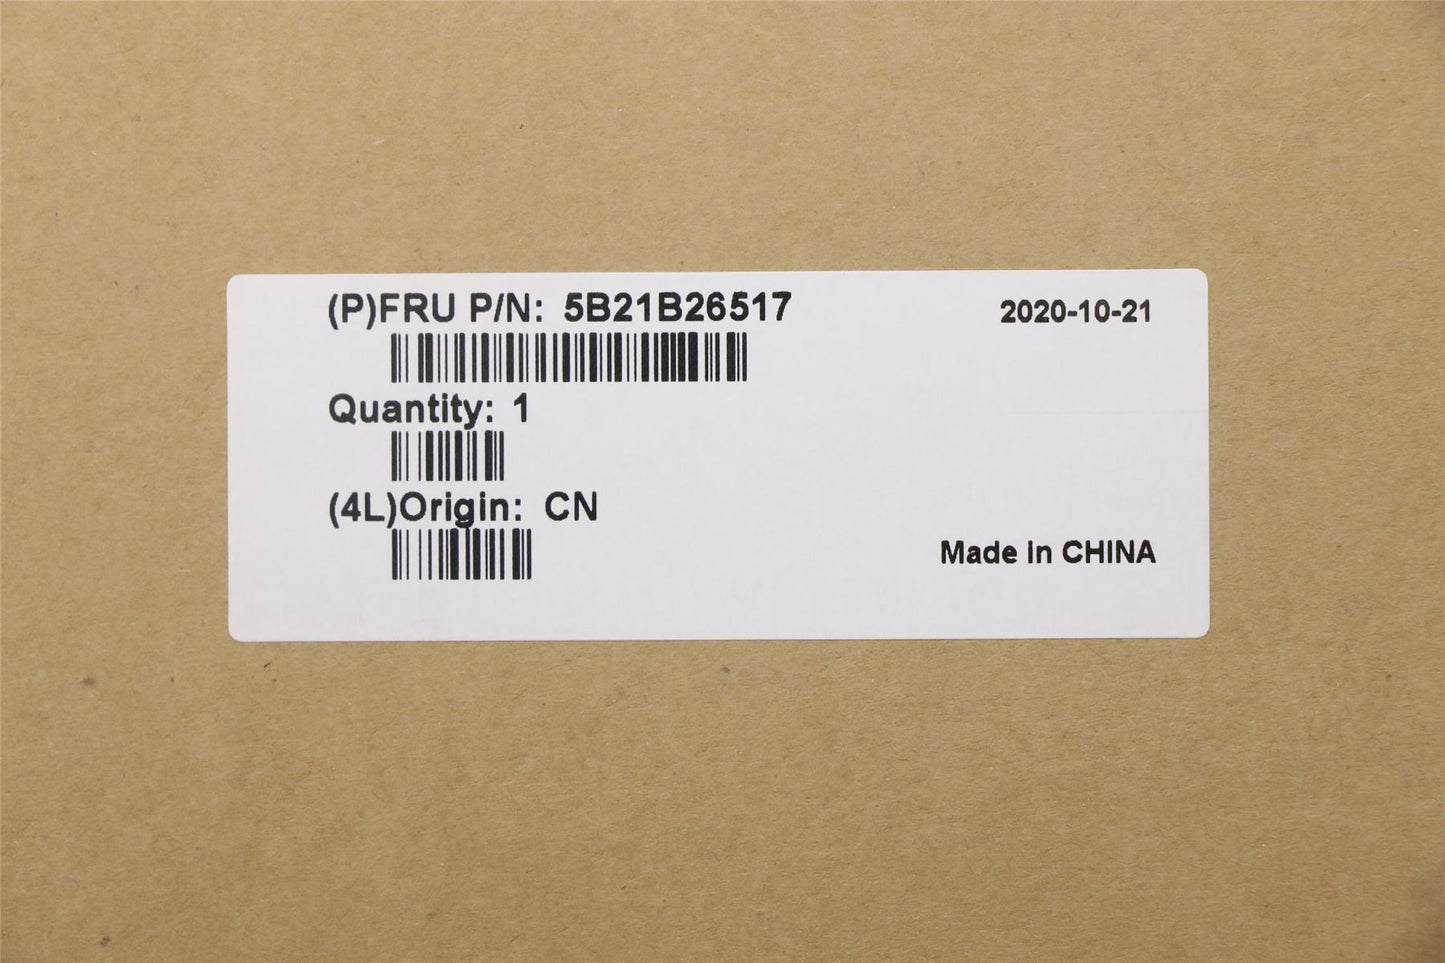 (P)FRU P/N: 5B21B26517
2020-10-21
Quantity: 1
(4L)Origin: CN
Made in CHINA